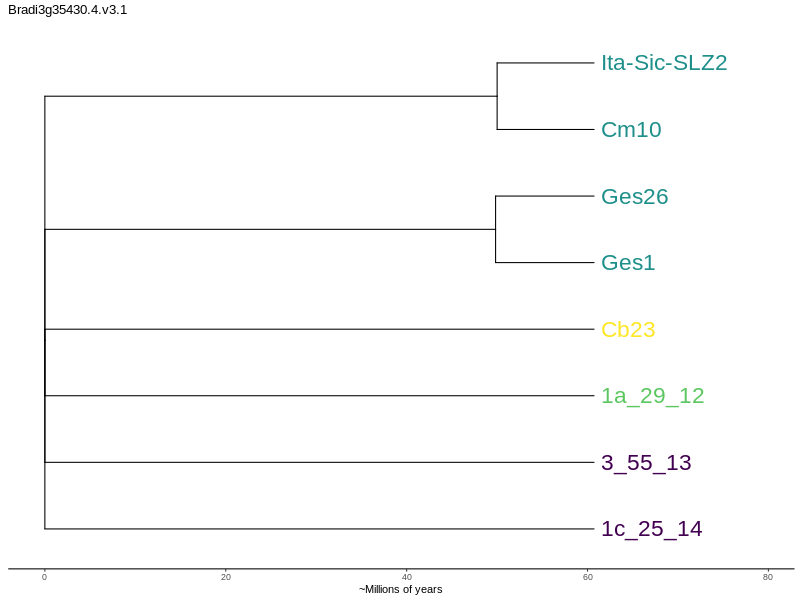 Bradi3g35430.4.v3.1
Ita-Sic-SLZ2
Cm10
Ges26
Ges1
Cb23
1a_29_12
3_55_13
1c_25_14
0 20 40 60 80
~Millions of years